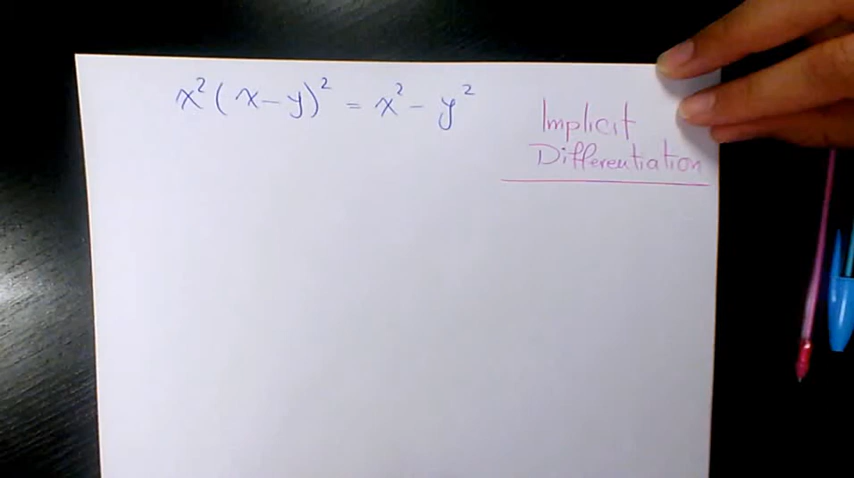 x²(x-y)² = x² - y²
Implicit
Differentiation